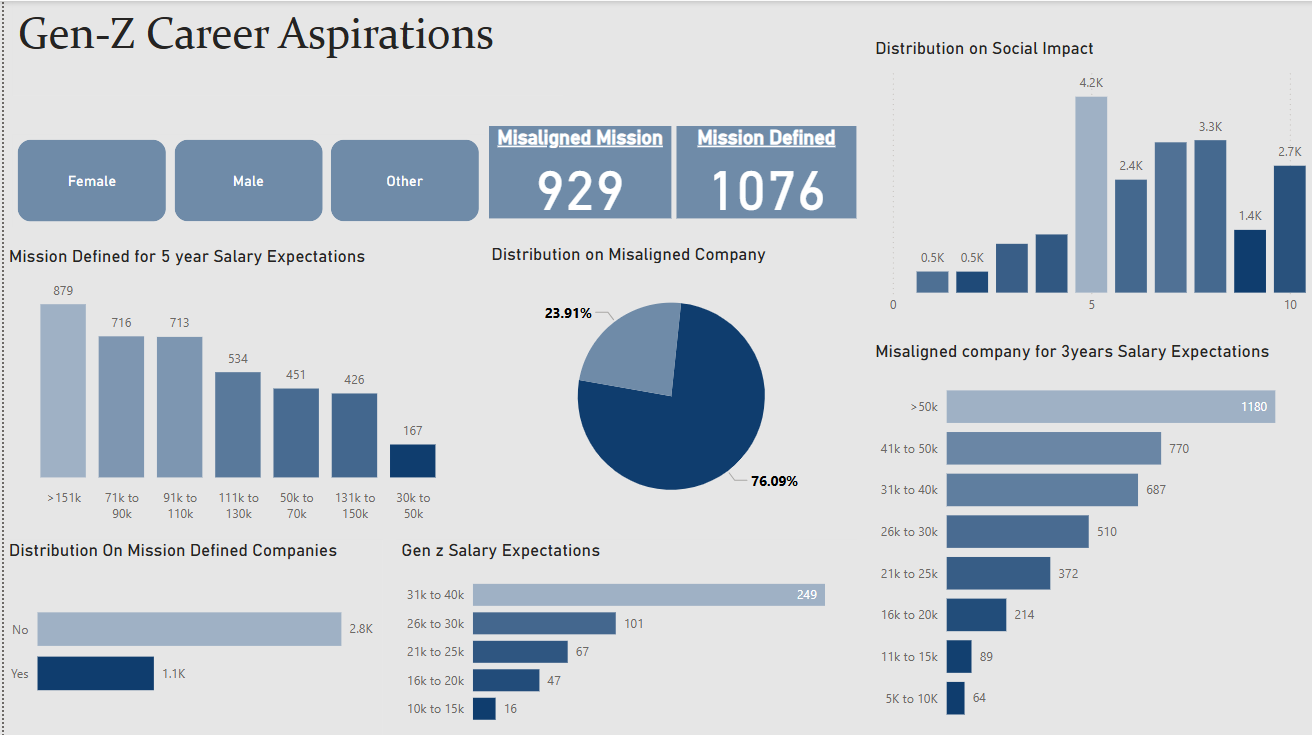 Gen-Z Career Aspirations
Female
Male
Other
Misaligned Mission
929
Mission Defined
1076
Distribution on Social Impact
4.2K
3.3K
2.4K
2.7K
1.4K
0.5K
0.5K
0
5
10
Mission Defined for 5 year Salary Expectations
879
716
713
534
451
426
167
>151k
71k to
90k
91k to
110k
111k to
130k
50k to
70k
131k to
150k
30k to
50k
Distribution on Misaligned Company
23.91%
76.09%
Misaligned company for 3years Salary Expectations
>50k
1180
41k to 50k
770
31k to 40k
687
26k to 30k
510
21k to 25k
372
16k to 20k
214
11k to 15k
89
5K to 10K
64
Distribution On Mission Defined Companies
No
2.8K
Yes
1.1K
Gen z Salary Expectations
31k to 40k
249
26k to 30k
101
21k to 25k
67
16k to 20k
47
10k to 15k
16